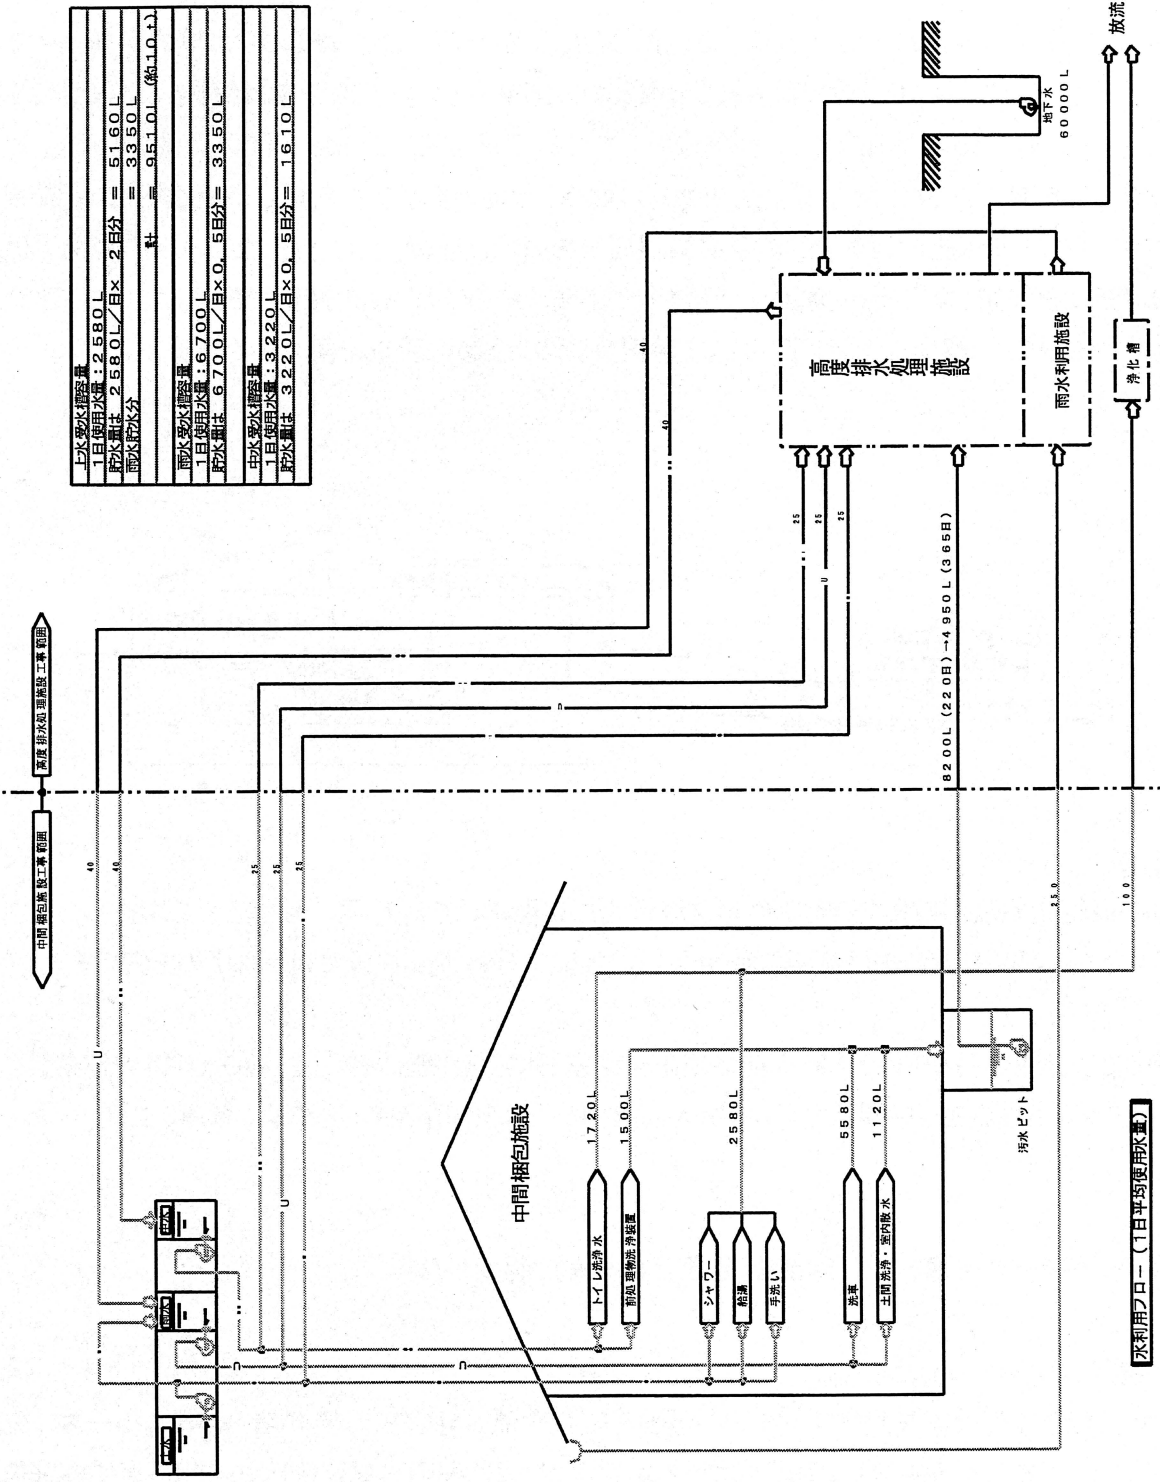 水利用フロー（1日平均使用水量）
中間梱包施設工事範囲
高度排水処理施設工事範囲
上水受水槽容量
1日使用水量：2580L
貯水量は 2580L／日× 2日分 ＝ 5160L
雨水貯水分 ＝ 3350L
計 ＝ 9510L (約10t)
雨水受水槽容量
1日使用水量：6700L
貯水量は 6700L／日×0．5日分＝ 3350L
中水受水槽容量
1日使用水量：3220L
貯水量は 3220L／日×0．5日分＝ 1610L
上水
雨水
中水
U
U
U
U
U
U
40
40
25
25
25
40
40
25
25
25
中間梱包施設
トイレ洗浄水
1720L
前処理物洗浄装置
1500L
シャワー
給湯
手洗い
2580L
洗車
5580L
土間洗浄・室内散水
1120L
汚水ピット
8200L(220日)→4950L(365日)
250
100
高度
排水
処理
施設
雨水利用施設
浄化槽
地下水
60000L
放流